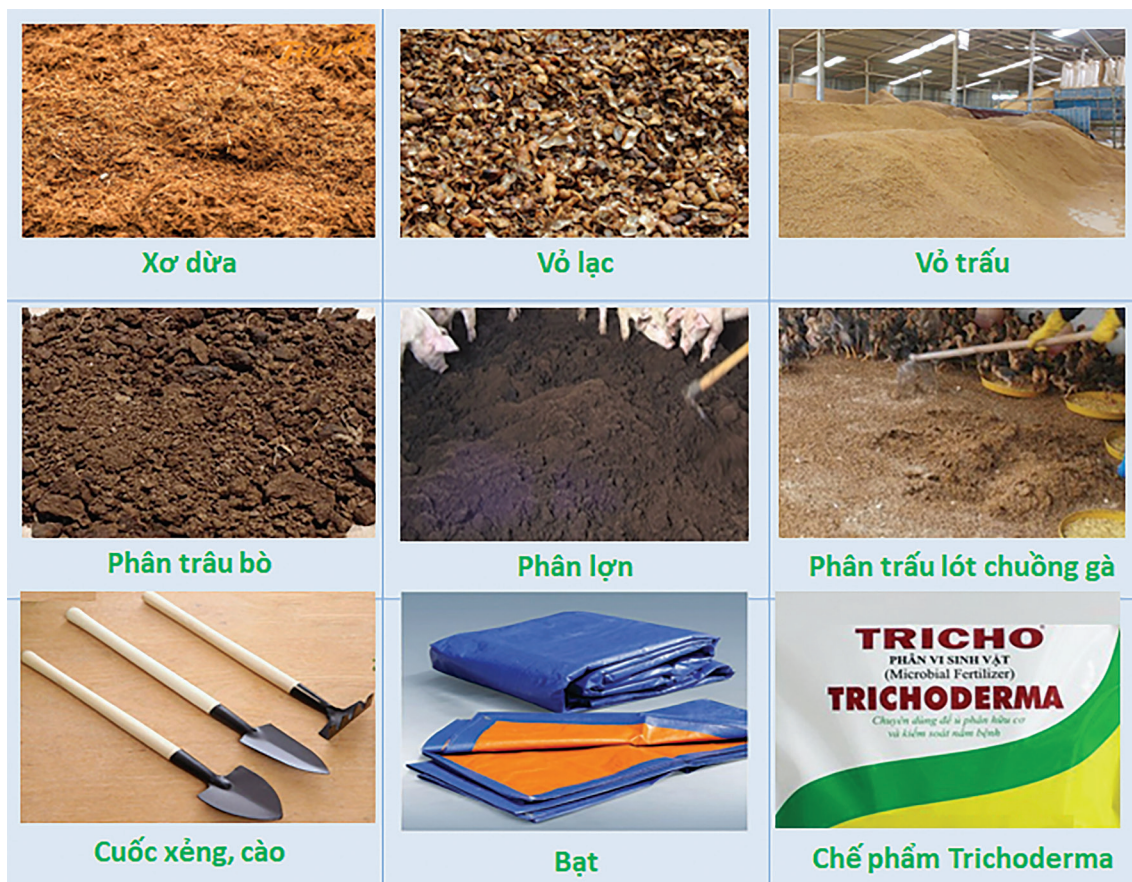 Xơ dừa
Vỏ lạc
Vỏ trấu
Phân trâu bò
Phân lợn
Phân trấu lót chuồng gà
TRICHO®
PHÂN VI SINH VẬT
(Microbial Fertilizer)
TRICHODERMA
Chuyên dùng để ủ phân hữu cơ
và kiểm soát nấm bệnh
Cuốc xẻng, cào
Bạt
Chế phẩm Trichoderma